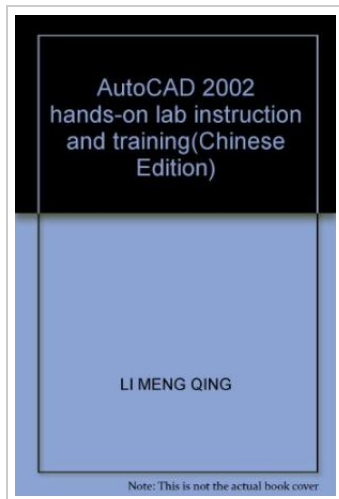 AutoCAD 2002
hands-on lab instruction
and training(Chinese
Edition)
LI MENG QING
Note: This is not the actual book cover